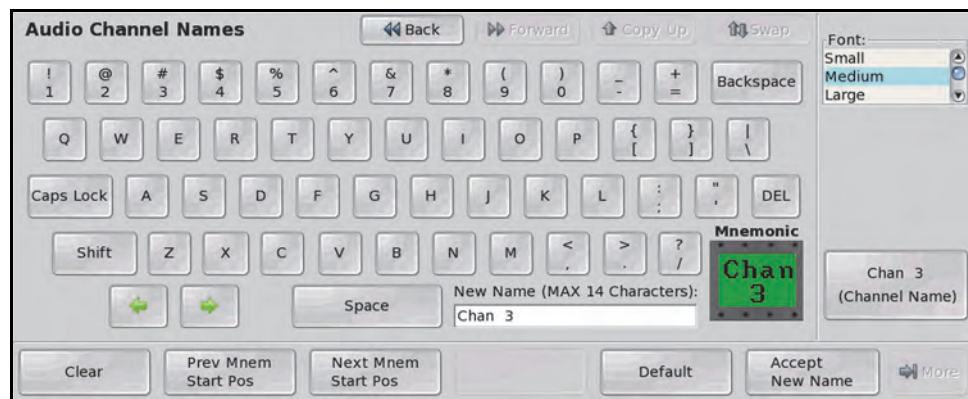 Audio Channel Names Back Forward Copy Up Swap
Font:
Small
Medium
Large
! @ # $ % ^ & * ( ) _ +
1 2 3 4 5 6 7 8 9 0 - = Backspace
Q W E R T Y U I O P { } |
[ ] \
Caps Lock A S D F G H J K L : " DEL
; '
Shift Z X C V B N M < > ?
, . /
Mnemonic
Chan
3
Space
New Name (MAX 14 Characters):
Chan 3
Chan 3
(Channel Name)
Clear
Prev Mnem
Start Pos
Next Mnem
Start Pos
Default
Accept
New Name
More